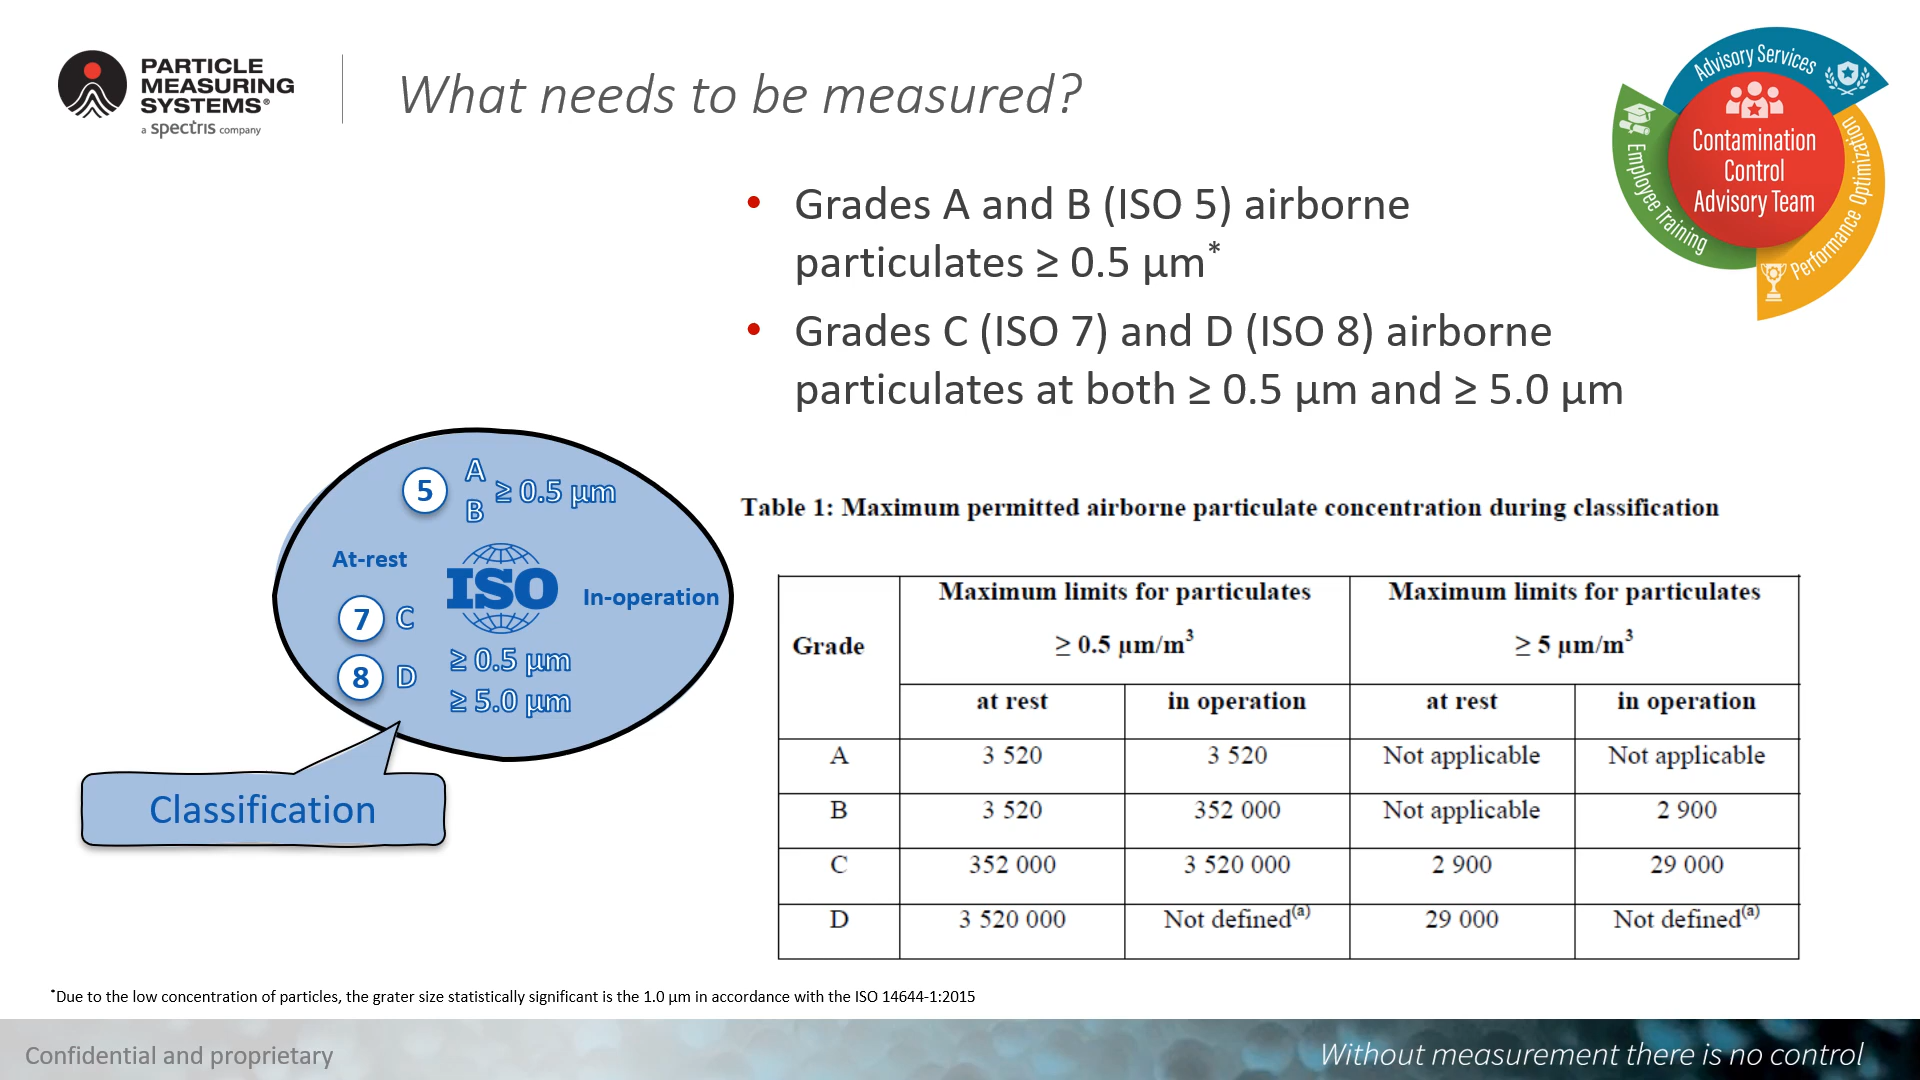 PARTICLE
MEASURING
SYSTEMS®
a spectris company
What needs to be measured?
Advisory Services
Contamination
Control
Advisory Team
Employee Training
Performance Optimization
• Grades A and B (ISO 5) airborne
particulates ≥ 0.5 µm*
• Grades C (ISO 7) and D (ISO 8) airborne
particulates at both ≥ 0.5 µm and ≥ 5.0 µm
5 A B ≥ 0.5 µm
At-rest
ISO
In-operation
7 C
8 D
≥ 0.5 µm
≥ 5.0 µm
Classification
Table 1: Maximum permitted airborne particulate concentration during classification
Grade
Maximum limits for particulates
≥ 0.5 µm/m³
Maximum limits for particulates
≥ 5 µm/m³
at rest in operation at rest in operation
A 3 520 3 520 Not applicable Not applicable
B 3 520 352 000 Not applicable 2 900
C 352 000 3 520 000 2 900 29 000
D 3 520 000 Not defined(a) 29 000 Not defined(a)
*Due to the low concentration of particles, the grater size statistically significant is the 1.0 µm in accordance with the ISO 14644-1:2015
Confidential and proprietary
Without measurement there is no control